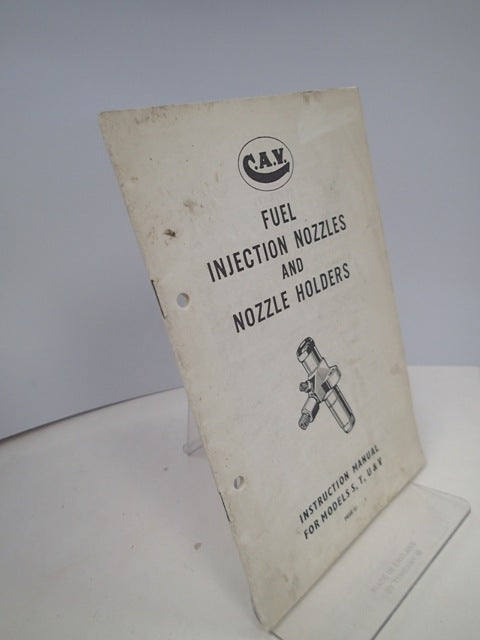 C.A.V.
FUEL
INJECTION NOZZLES
AND
NOZZLE HOLDERS
INSTRUCTION MANUAL
FOR MODELS S, T, U & V